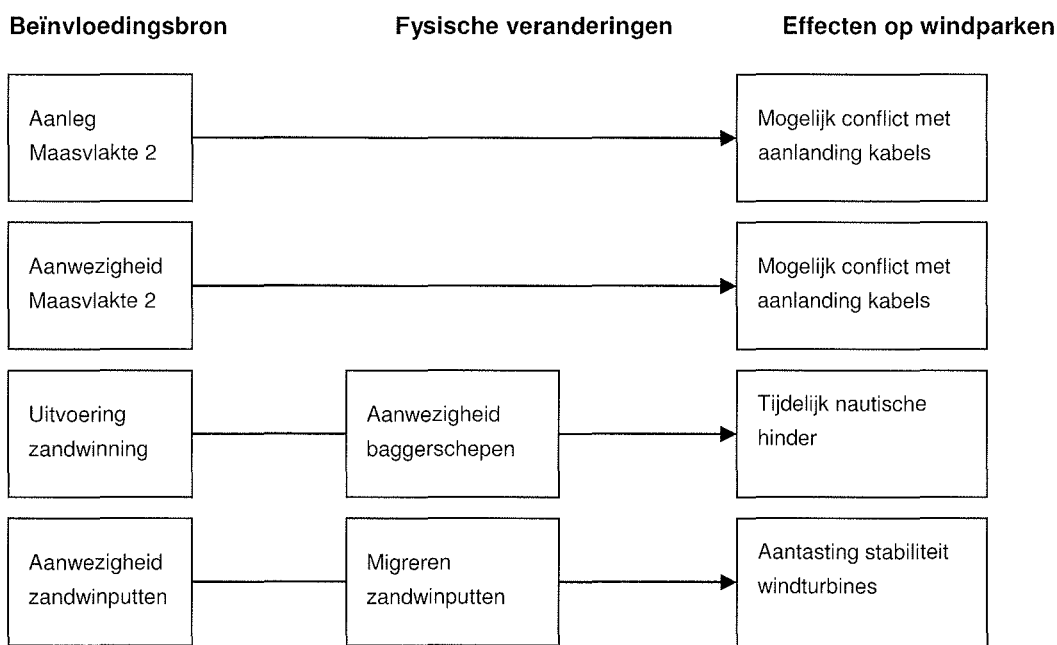 Beïnvloedingsbron Fysische veranderingen Effecten op windparken
Aanleg
Maasvlakte 2
Mogelijk conflict met
aanlanding kabels
Aanwezigheid
Maasvlakte 2
Mogelijk conflict met
aanlanding kabels
Uitvoering
zandwinning
Aanwezigheid
baggerschepen
Tijdelijk nautische
hinder
Aanwezigheid
zandwinputten
Migreren
zandwinputten
Aantasting stabiliteit
windturbines